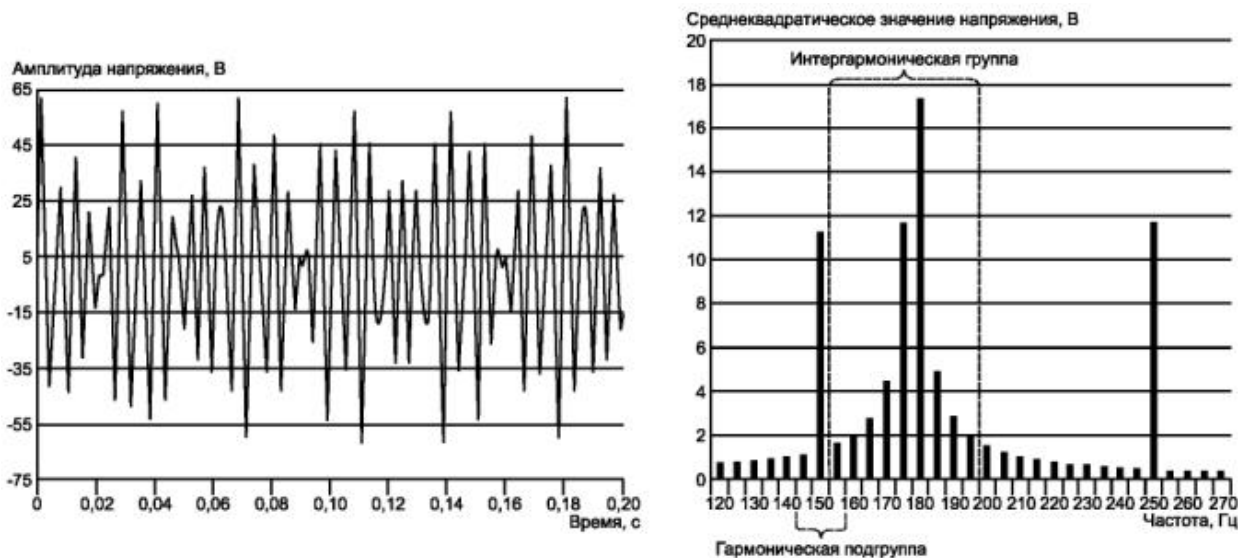 Амплитуда напряжения, В
65
45
25
5
-15
-35
-55
-75
0 0,02 0,04 0,06 0,08 0,10 0,12 0,14 0,16 0,18 0,20
Время, с
Среднеквадратическое значение напряжения, В
20
18
16
14
12
10
8
6
4
2
0
Интергармоническая группа
120 130 140 150 160 170 180 190 200 210 220 230 240 250 260 270
Частота, Гц
Гармоническая подгруппа